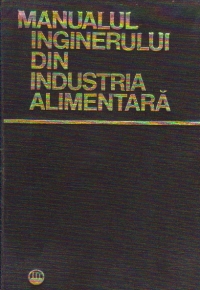 MANUALUL
INGINERULUI
DIN
INDUSTRIA
ALIMENTARĂ